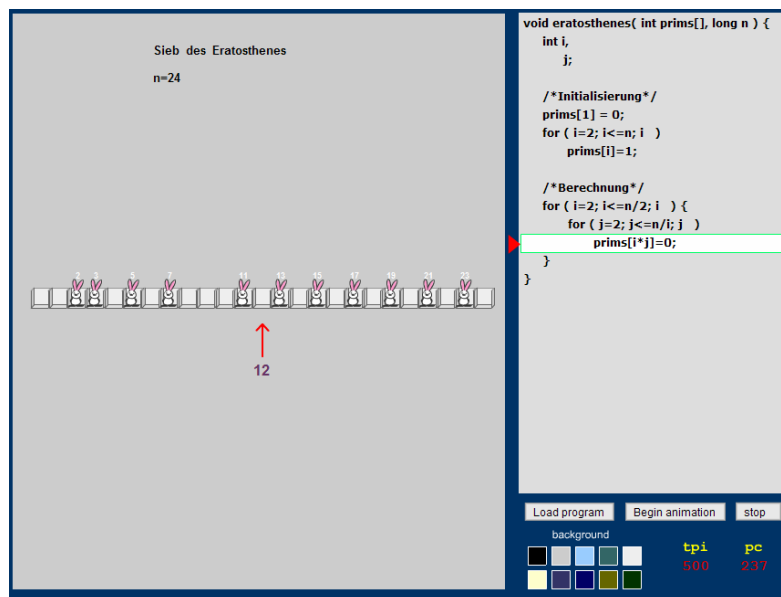 Sieb des Eratosthenes
n=24
2 3 5 7 11 13 15 17 19 21 23
12
void eratosthenes( int prims[], long n ) {
int i,
j;
/*Initialisierung*/
prims[1] = 0;
for ( i=2; i<=n; i )
prims[i]=1;
/*Berechnung*/
for ( i=2; i<=n/2; i ) {
for ( j=2; j<=n/i; j )
prims[i*j]=0;
}
}
Load program Begin animation stop
background
tpi pc
500 237